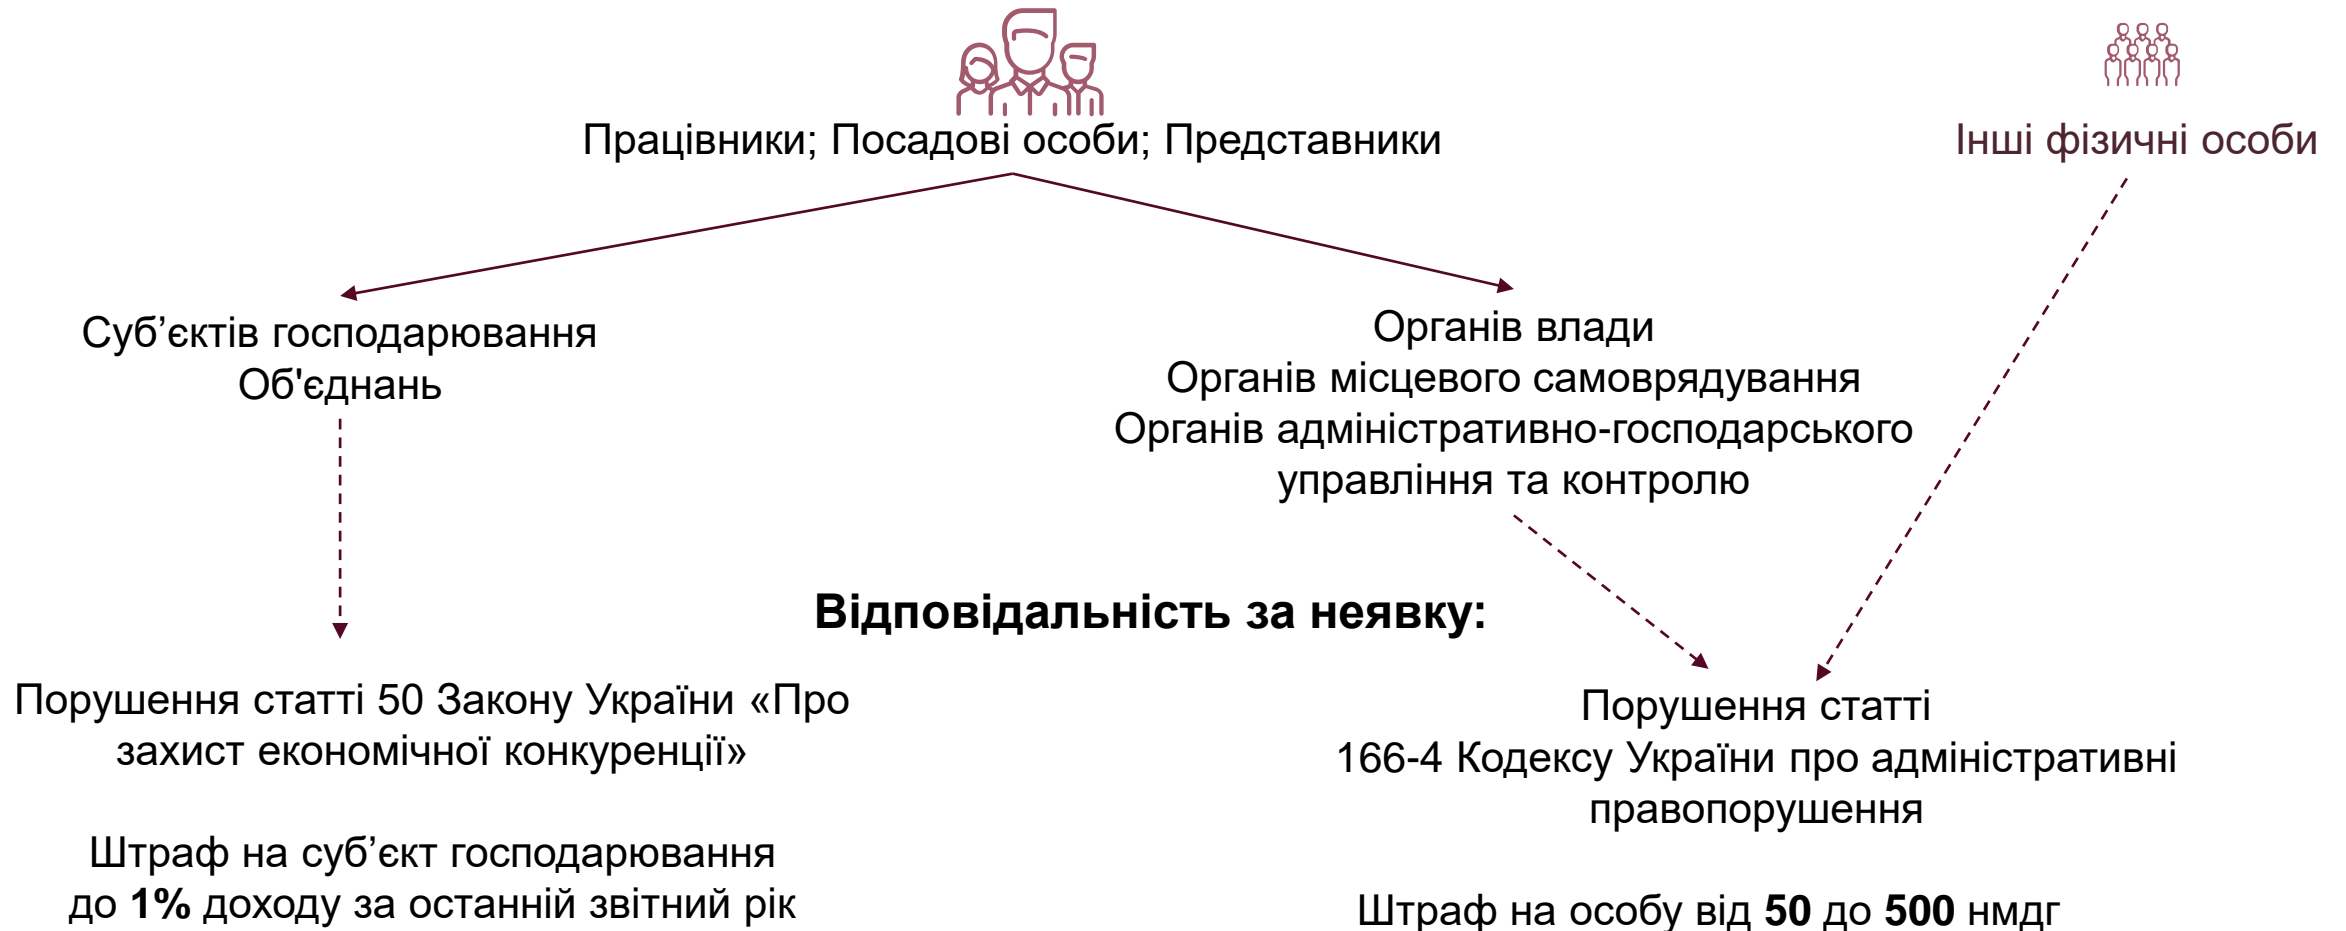 Працівники; Посадові особи; Представники
Інші фізичні особи
Суб’єктів господарювання
Об'єднань
Органів влади
Органів місцевого самоврядування
Органів адміністративно-господарського
управління та контролю
Відповідальність за неявку:
Порушення статті 50 Закону України «Про
захист економічної конкуренції»
Штраф на суб’єкт господарювання
до 1% доходу за останній звітний рік
Порушення статті
166-4 Кодексу України про адміністративні
правопорушення
Штраф на особу від 50 до 500 нмдг